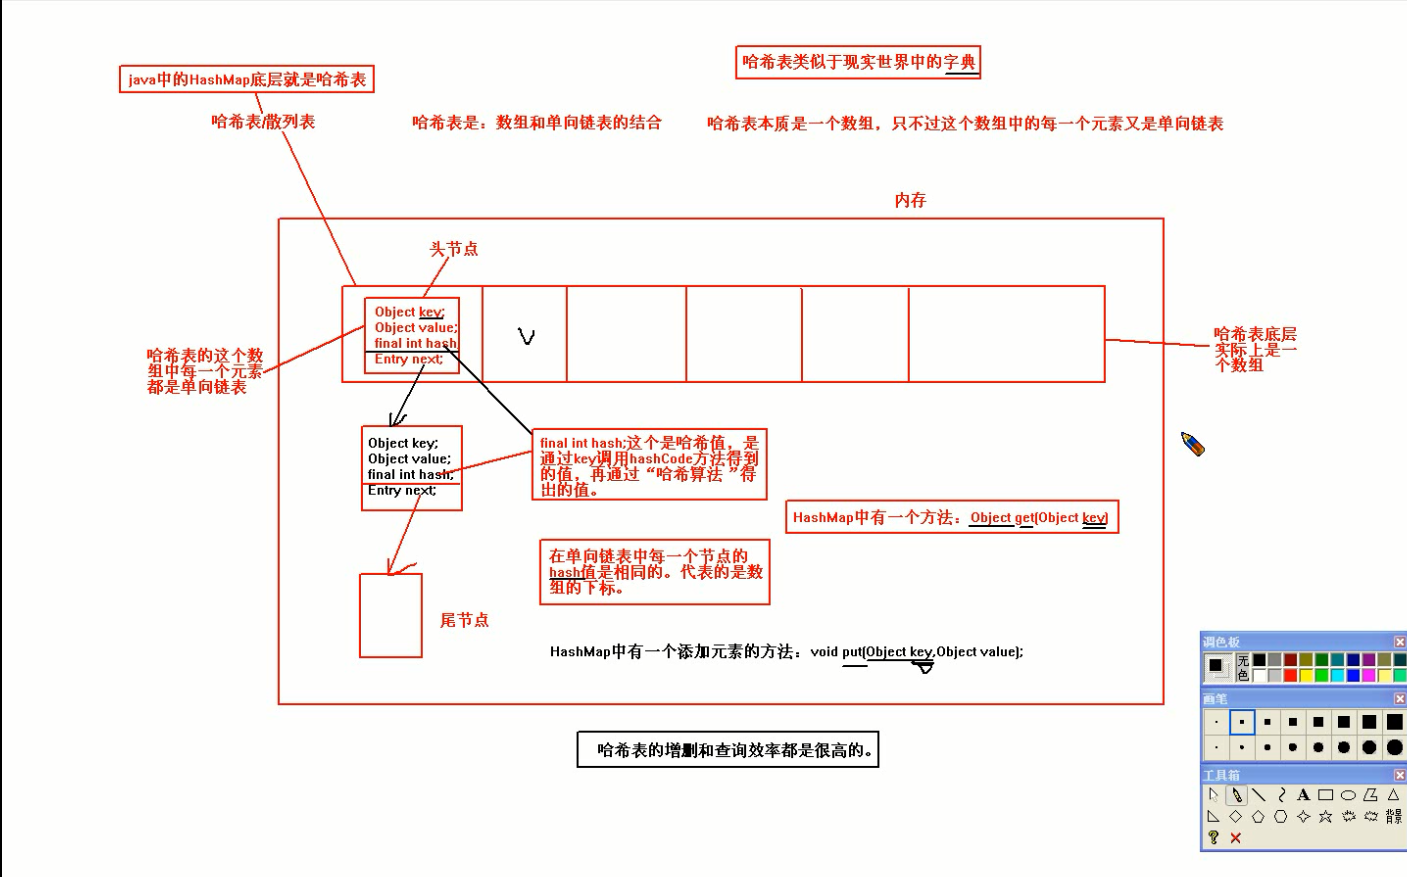 哈希表类似于现实世界中的字典
java中的HashMap底层就是哈希表
哈希表/散列表
哈希表是：数组和单向链表的结合
哈希表本质是一个数组，只不过这个数组中的每一个元素又是单向链表
内存
头节点
Object key;
Object value;
final int hash
Entry next;
哈希表的这个数
组中每一个元素
都是单向链表
哈希表底层
实际上是一
个数组
Object key;
Object value;
final int hash;
Entry next;
final int hash;这个是哈希值，是
通过key调用hashCode方法得到
的值，再通过“哈希算法”得
出的值。
HashMap中有一个方法：Object get(Object key)
在单向链表中每一个节点的
hash值是相同的。代表的是数
组的下标。
尾节点
HashMap中有一个添加元素的方法：void put(Object key,Object value);
哈希表的增删和查询效率都是很高的。
调色板
无
色
画笔
工具箱
A
背景